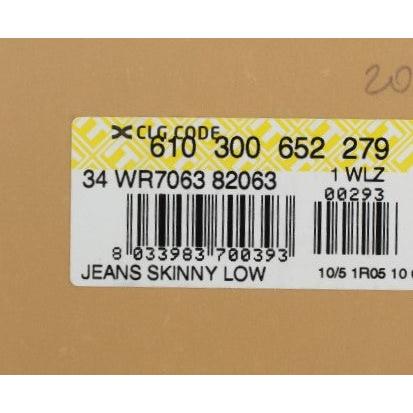 20
CLG CODE
610 300 652 279
34 WR7063 82063
1 WLZ
00293
8 033983 700393
JEANS SKINNY LOW
10/5 1R05 10